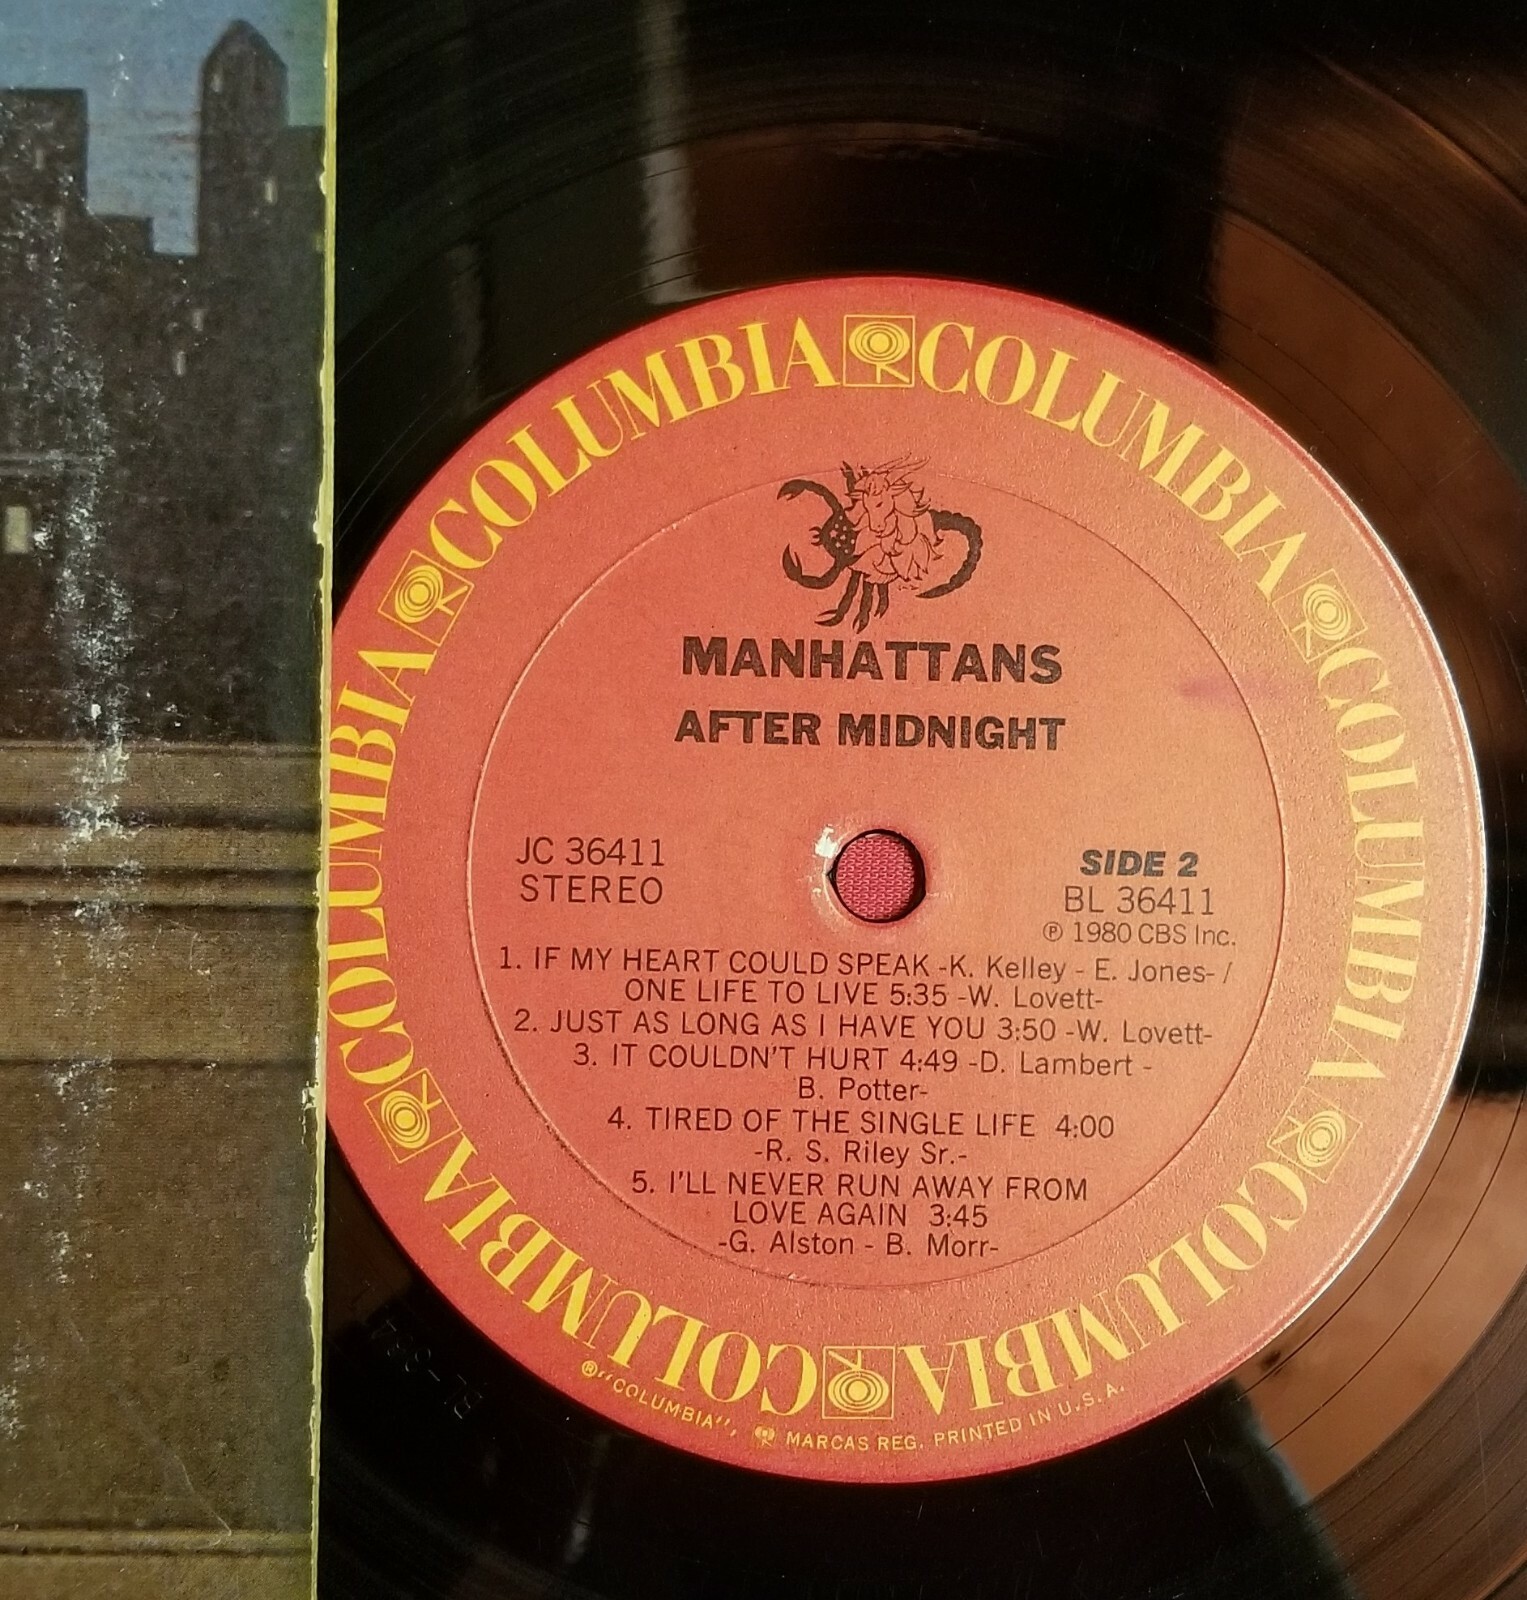 COLUMBIA COLUMBIA COLUMBIA COLUMBIA COLUMBIA COLUMBIA
MANHATTANS
AFTER MIDNIGHT
JC 36411
STEREO
SIDE 2
BL 36411
℗ 1980 CBS Inc.
1. IF MY HEART COULD SPEAK -K. Kelley - E. Jones- /
ONE LIFE TO LIVE 5:35 -W. Lovett-
2. JUST AS LONG AS I HAVE YOU 3:50 -W. Lovett-
3. IT COULDN'T HURT 4:49 -D. Lambert -
B. Potter-
4. TIRED OF THE SINGLE LIFE 4:00
-R. S. Riley Sr.-
5. I'LL NEVER RUN AWAY FROM
LOVE AGAIN 3:45
-G. Alston - B. Morr-
®"COLUMBIA", MARCAS REG. PRINTED IN U.S.A.